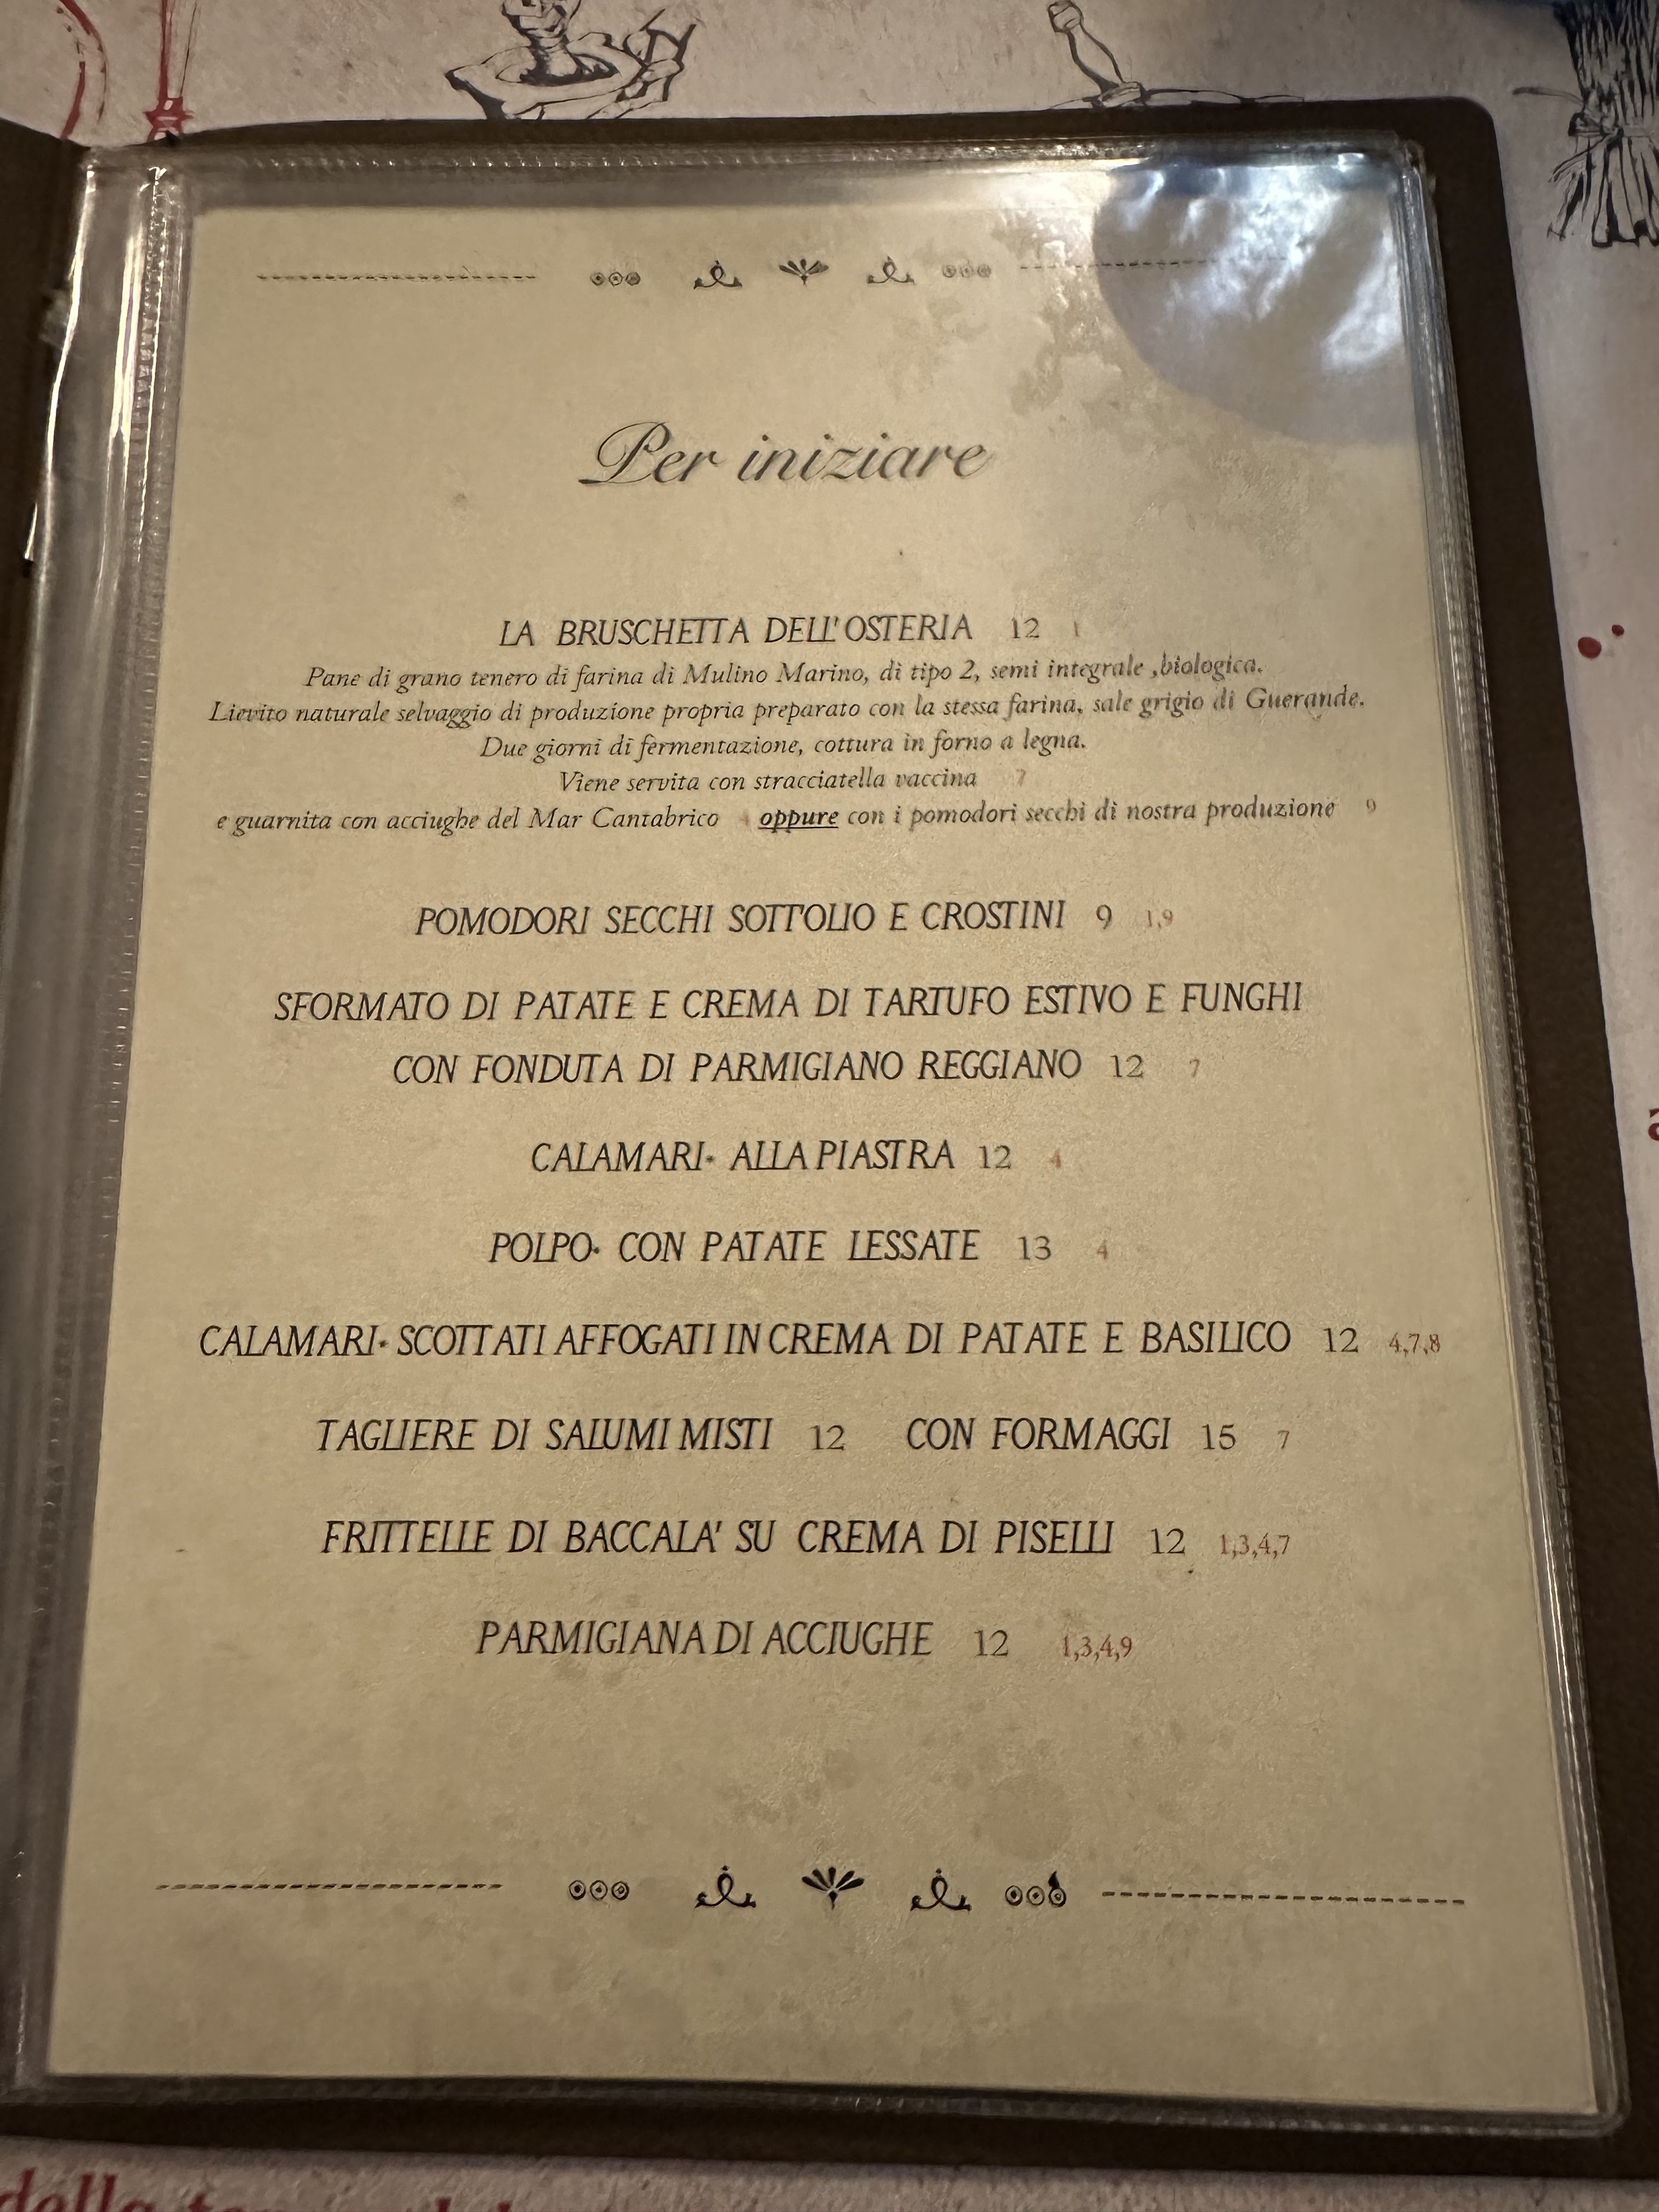 Per iniziare
LA BRUSCHETTA DELL'OSTERIA 12 1
Pane di grano tenero di farina di Mulino Marino, di tipo 2, semi integrale ,biologica.
Lievito naturale selvaggio di produzione propria preparato con la stessa farina, sale grigio di Guerande.
Due giorni di fermentazione, cottura in forno a legna.
Viene servita con stracciatella vaccina 7
e guarnita con acciughe del Mar Cantabrico 4 oppure con i pomodori secchi di nostra produzione 9
POMODORI SECCHI SOTT'OLIO E CROSTINI 9 1,9
SFORMATO DI PATATE E CREMA DI TARTUFO ESTIVO E FUNGHI
CON FONDUTA DI PARMIGIANO REGGIANO 12 7
CALAMARI* ALLA PIASTRA 12 4
POLPO* CON PATATE LESSATE 13 4
CALAMARI* SCOTTATI AFFOGATI IN CREMA DI PATATE E BASILICO 12 4,7,8
TAGLIERE DI SALUMI MISTI 12 CON FORMAGGI 15 7
FRITTELLE DI BACCALA' SU CREMA DI PISELLI 12 1,3,4,7
PARMIGIANA DI ACCIUGHE 12 1,3,4,9
della